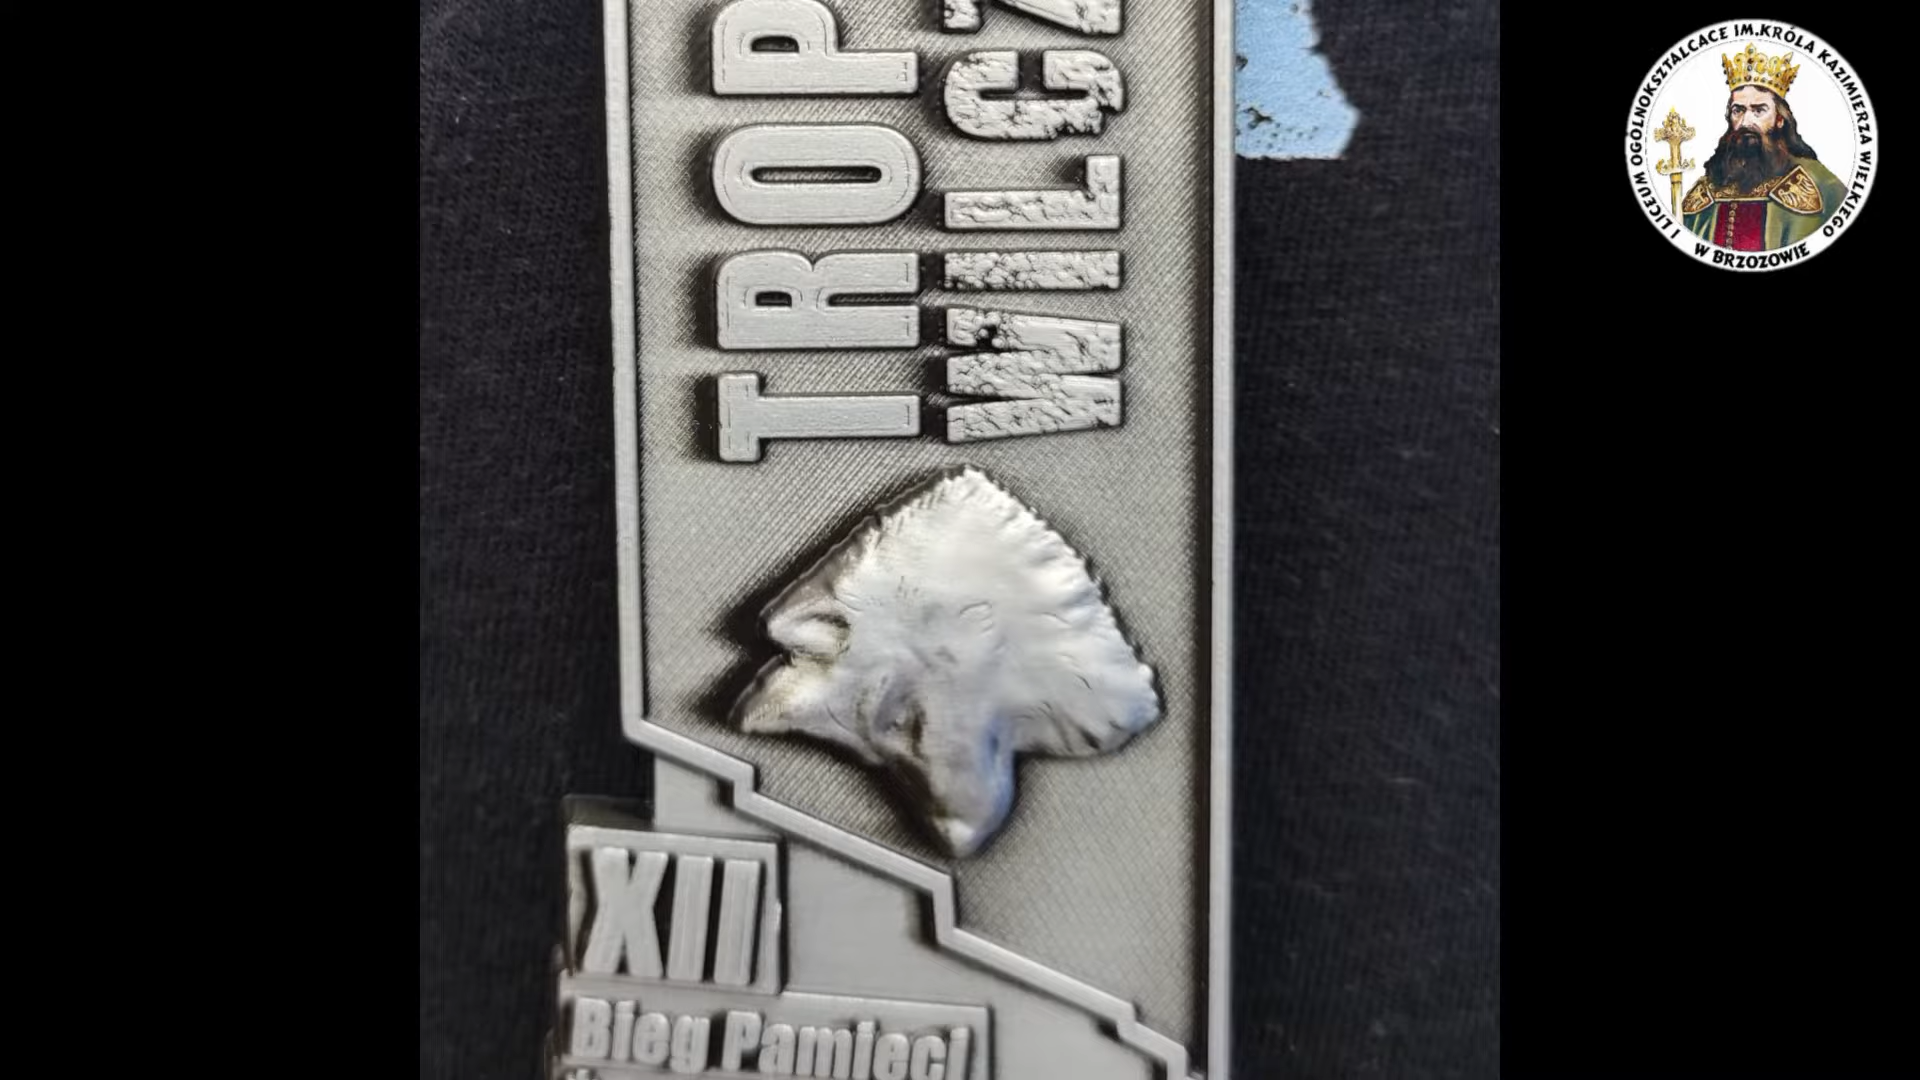 TROP
WILCZ
XII
Bieg Pamięci
I LICEUM OGÓLNOKSZTAŁCĄCE IM.KRÓLA KAZIMIERZA WIELKIEGO
W BRZOZOWIE